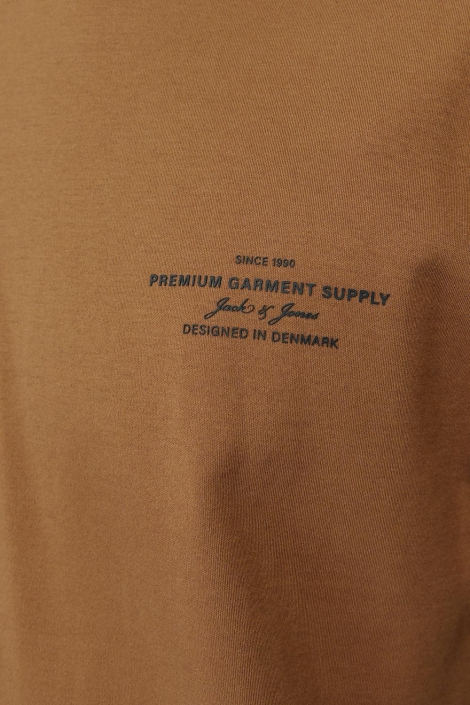 SINCE 1990
PREMIUM GARMENT SUPPLY
Jack & Jones
DESIGNED IN DENMARK